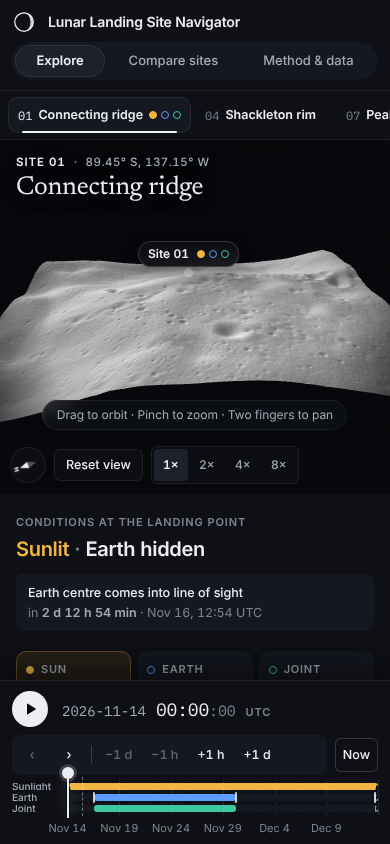 Lunar Landing Site Navigator
Explore Compare sites Method & data
01 Connecting ridge 04 Shackleton rim 07
SITE 01 · 89.45° S, 137.15° W
Connecting ridge
Site 01
Drag to orbit · Pinch to zoom · Two fingers to pan
Reset view 1× 2× 4× 8×
CONDITIONS AT THE LANDING POINT
Sunlit · Earth hidden
Earth centre comes into line of sight
in 2 d 12 h 54 min · Nov 16, 12:54 UTC
SUN EARTH JOINT
2026-11-14 00:00:00 UTC
‹ › −1 d −1 h +1 h +1 d Now
Sunlight
Earth
Joint
Nov 14 Nov 19 Nov 24 Nov 29 Dec 4 Dec 9